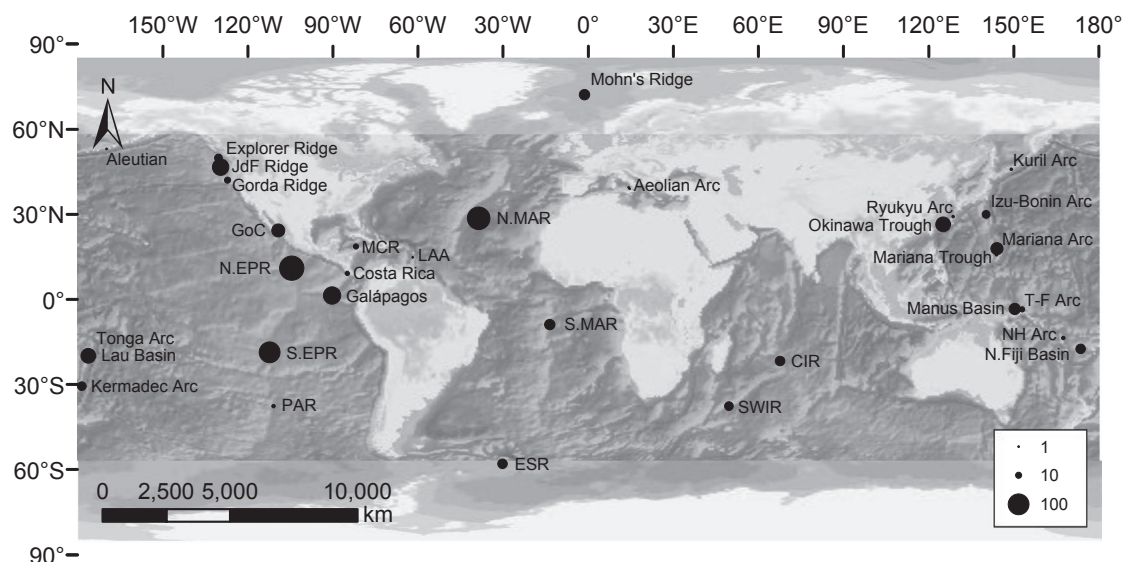 150°W 120°W 90°W 60°W 30°W 0° 30°E 60°E 90°E 120°E 150°E 180°
90°
60°N
30°N
0°
30°S
60°S
90°
N
Mohn's Ridge
Aleutian
Explorer Ridge
JdF Ridge
Gorda Ridge
Aeolian Arc
Kuril Arc
Ryukyu Arc
Izu-Bonin Arc
Okinawa Trough
N.MAR
GoC
MCR
LAA
Mariana Arc
Mariana Trough
N.EPR
Costa Rica
Galápagos
Manus Basin
T-F Arc
S.MAR
NH Arc
N.Fiji Basin
Tonga Arc
Lau Basin
S.EPR
CIR
Kermadec Arc
PAR
SWIR
ESR
0 2,500 5,000 10,000
km
1
10
100